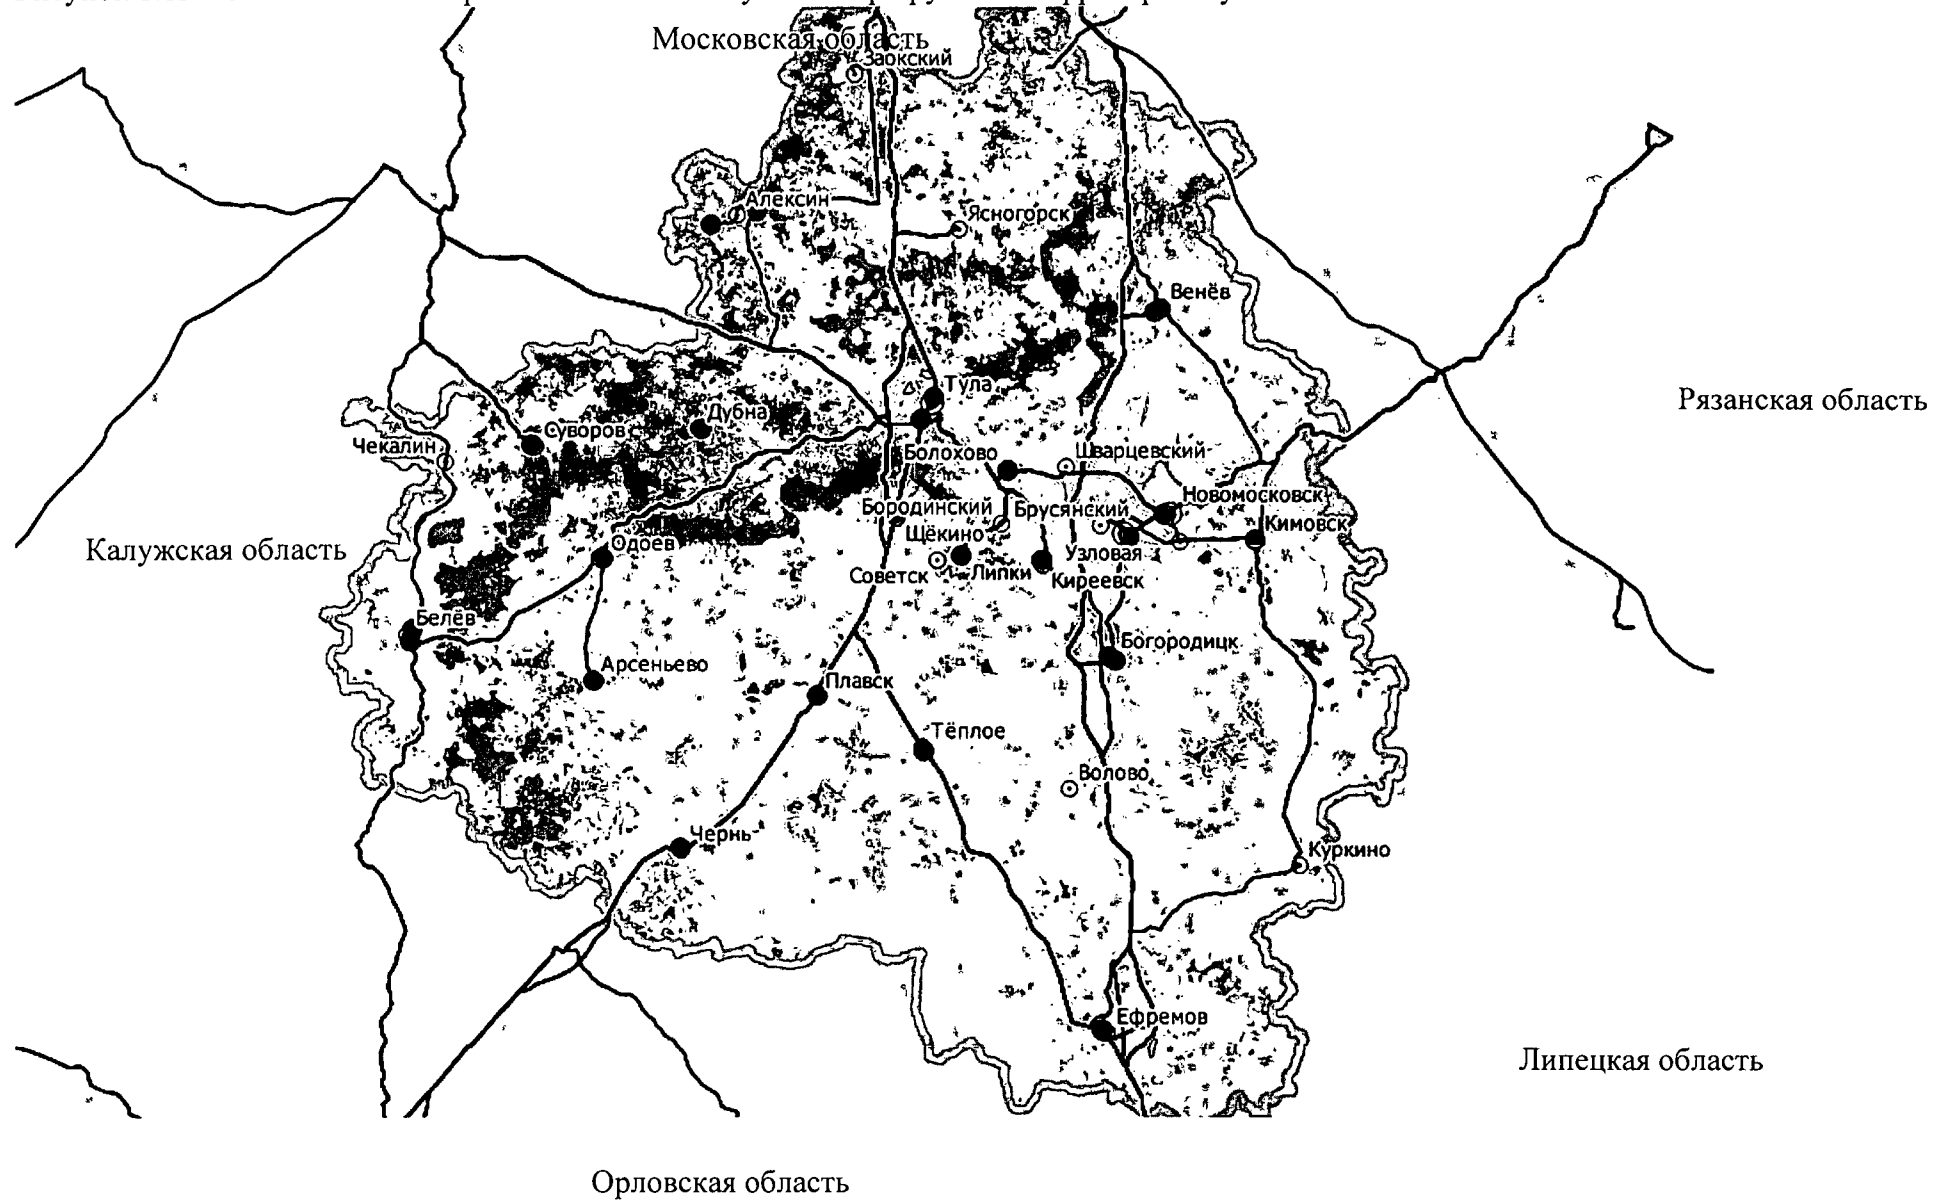 Московская область
Заокский
Алексин
Ясногорск
Венёв
Тула
Рязанская область
Дубна
Суворов
Чекалин
Болохово
Шварцевский
Новомосковск
Бородинский
Брусянский
Кимовск
Щёкино
Калужская область
Одоев
Узловая
Советск
Липки
Киреевск
Белёв
Богородицк
Арсеньево
Плавск
Тёплое
Волово
Чернь
Куркино
Ефремов
Липецкая область
Орловская область